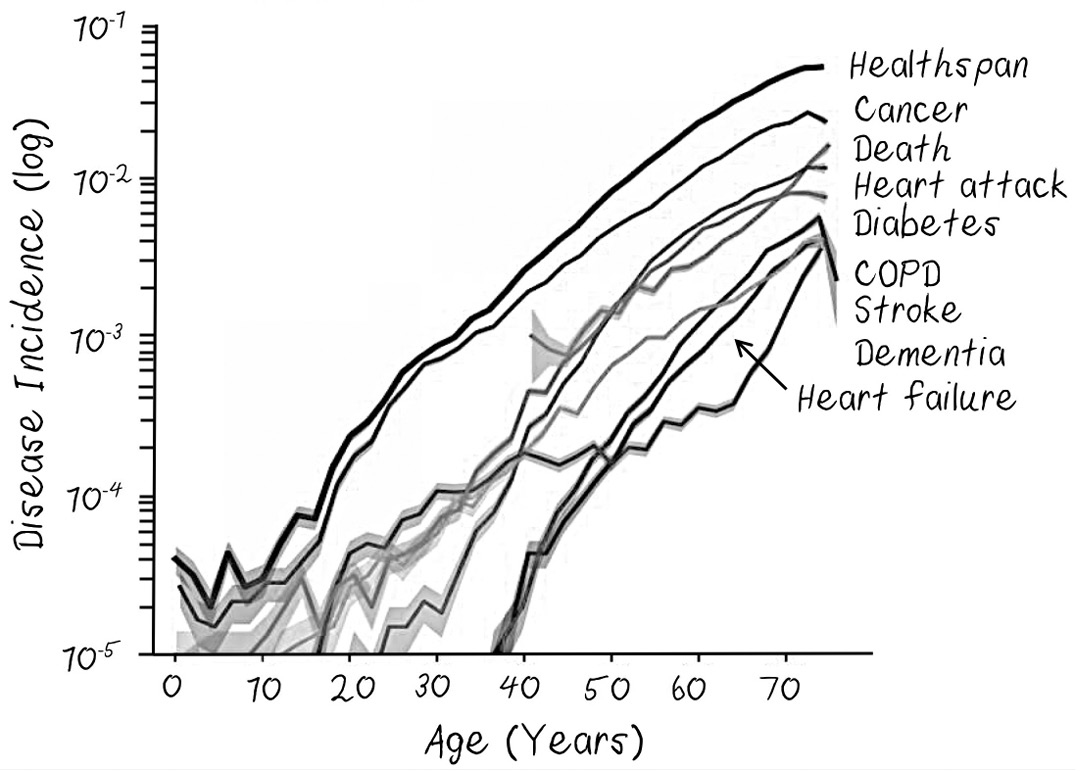 10⁻¹
10⁻²
10⁻³
10⁻⁴
10⁻⁵
Disease Incidence (log)
Healthspan
Cancer
Death
Heart attack
Diabetes
COPD
Stroke
Dementia
Heart failure
0 10 20 30 40 50 60 70
Age (Years)